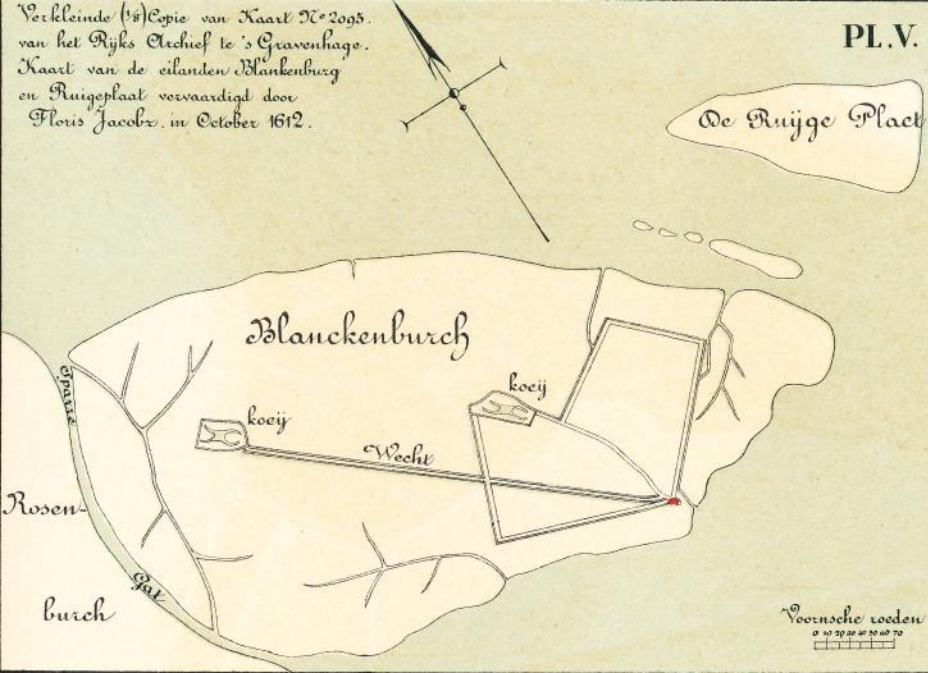 Verkleinde (⅛) Copie van Kaart No 2095.
van het Rijks Archief te 's Gravenhage.
Kaart van de eilanden Blankenburg
en Ruigeplaat vervaardigd door
Floris Jacobz. in October 1612.
PL. V.
De Ruijge Plaet
Blanckenburch
koeij
koeij
Wecht
Sparre
Gat
Rosen-
burch
Voornsche roeden
0 10 20 30 40 50 60 70